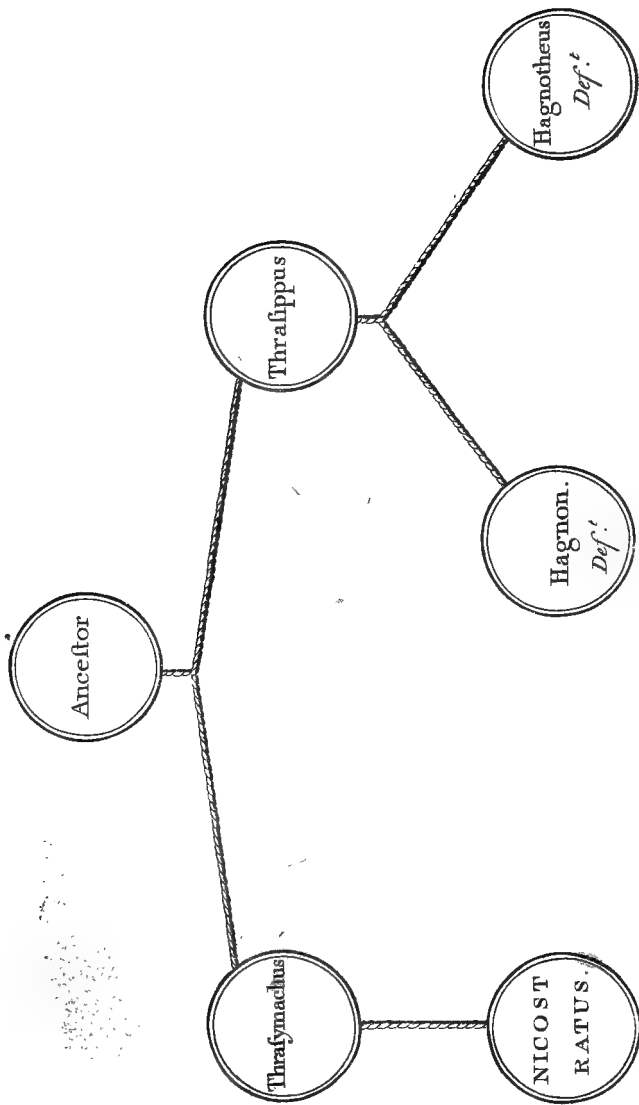 Anceſtor
Thraſymachus
Thraſippus
NICOST
RATUS.
Hagnon.
Def.ᵗ
Hagnotheus
Def.ᵗ